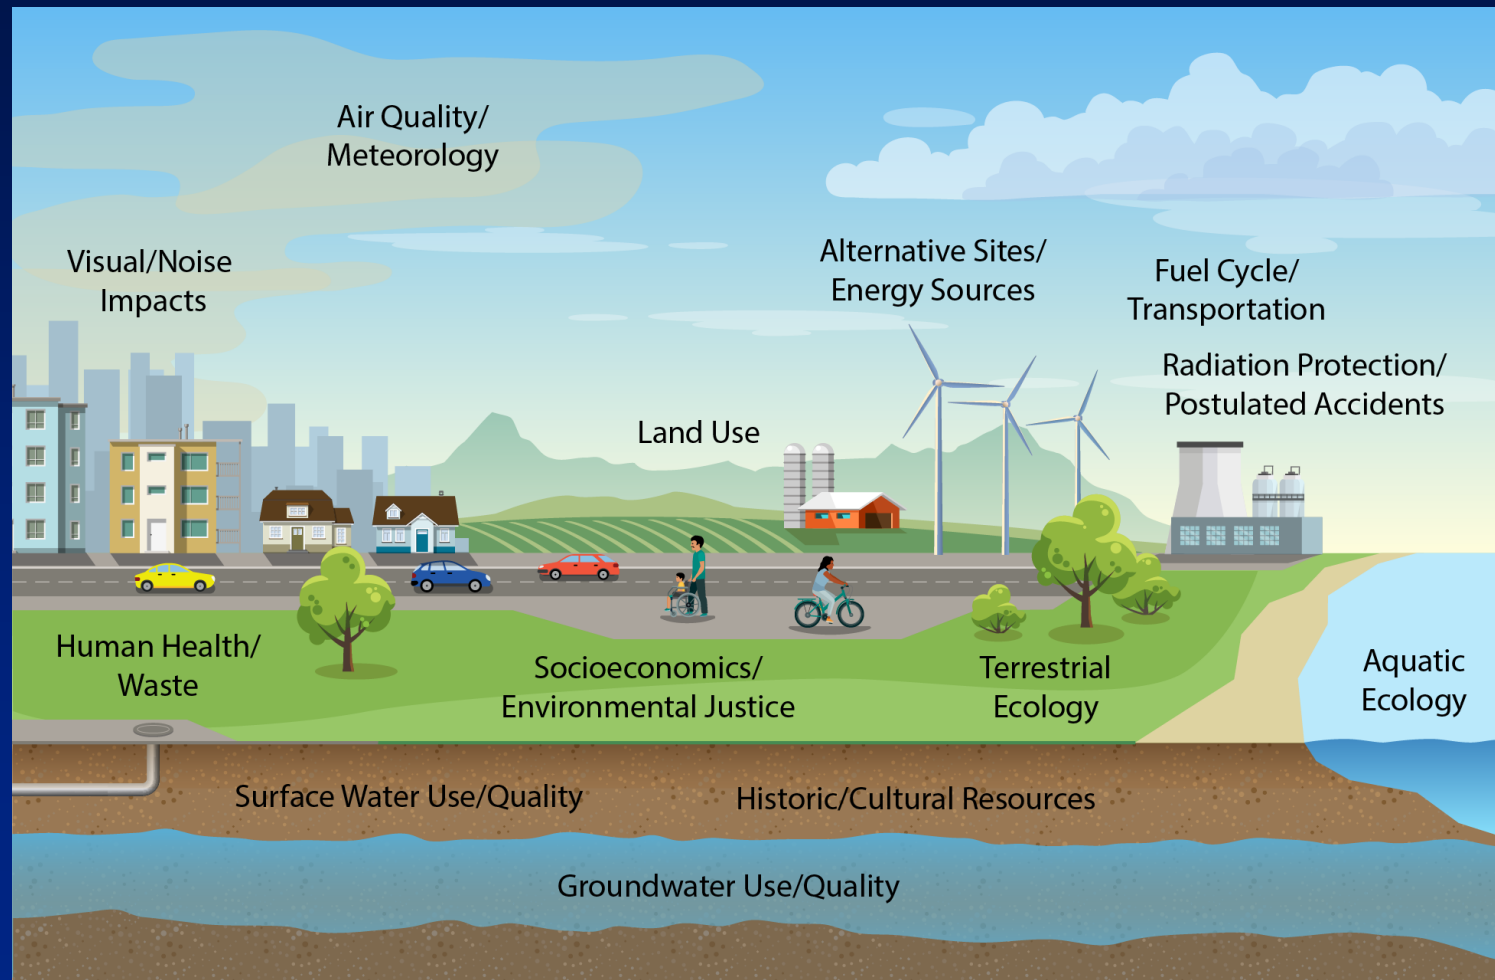 Air Quality/
Meteorology
Visual/Noise
Impacts
Alternative Sites/
Energy Sources
Fuel Cycle/
Transportation
Radiation Protection/
Postulated Accidents
Land Use
Human Health/
Waste
Socioeconomics/
Environmental Justice
Terrestrial
Ecology
Aquatic
Ecology
Surface Water Use/Quality
Historic/Cultural Resources
Groundwater Use/Quality